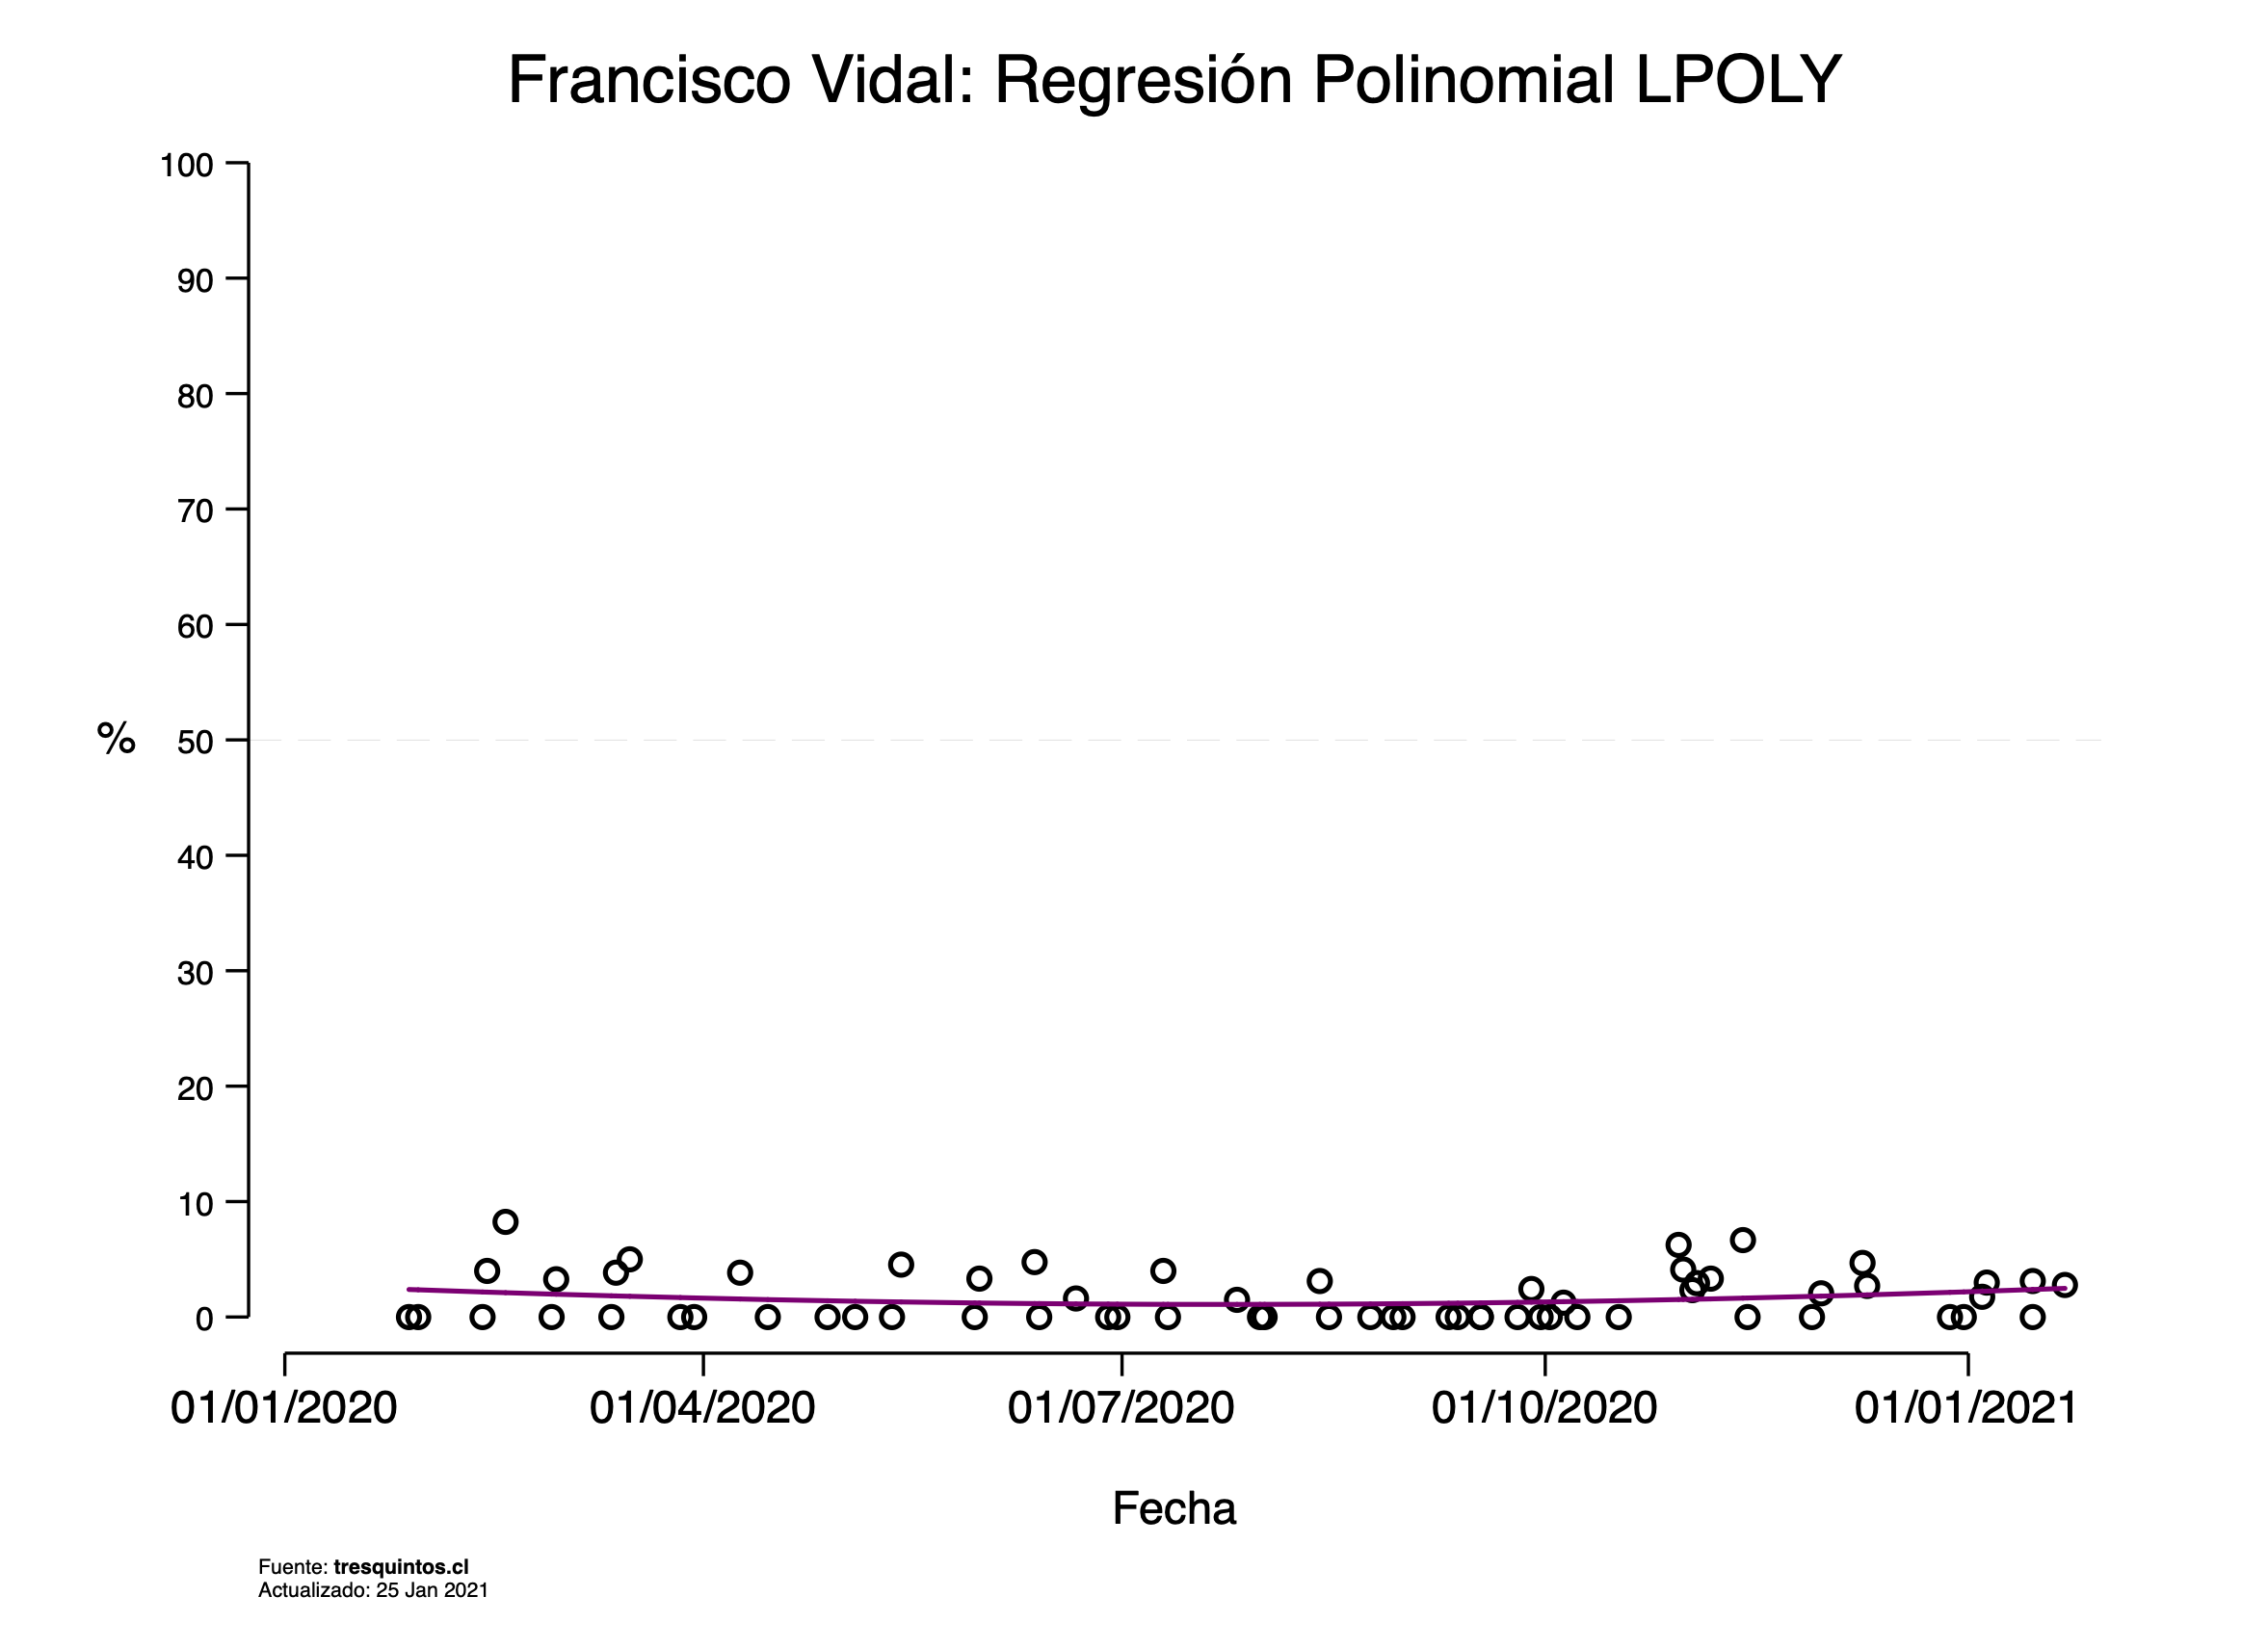 Francisco Vidal: Regresión Polinomial LPOLY
100
90
80
70
60
% 50
40
30
20
10
0
01/01/2020 01/04/2020 01/07/2020 01/10/2020 01/01/2021
Fecha
Fuente: tresquintos.cl
Actualizado: 25 Jan 2021